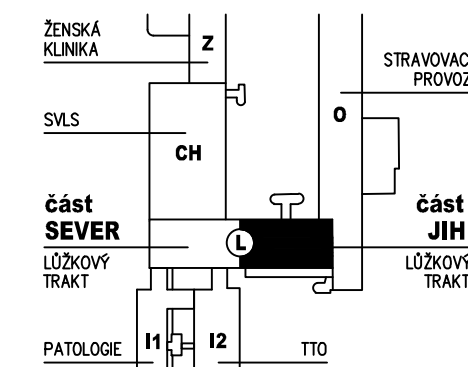 ŽENSKÁ
KLINIKA
Z
STRAVOVAC
PROVOZ
O
SVLS
CH
část
SEVER
část
JIH
L
LŮŽKOVÝ
TRAKT
LŮŽKOVÝ
TRAKT
I1
I2
PATOLOGIE
TTO